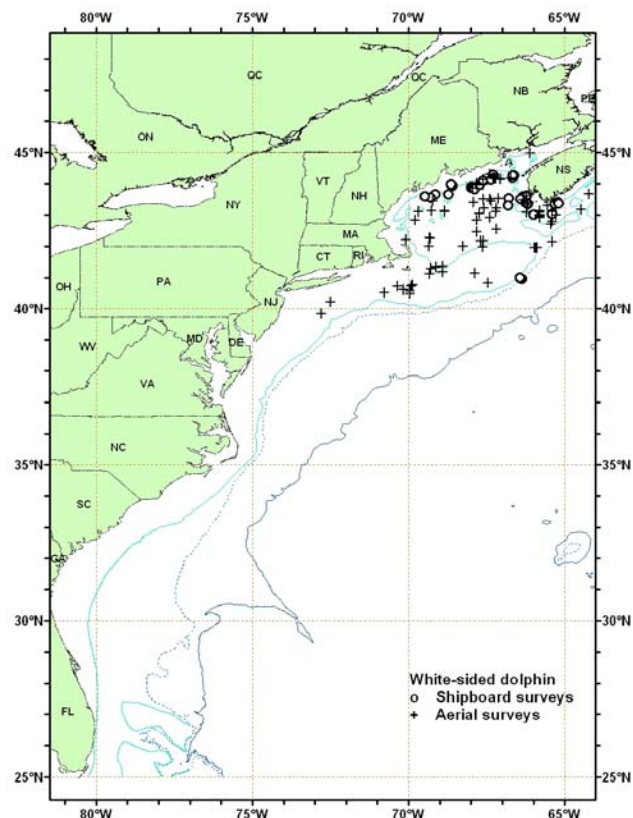 80°W 75°W 70°W 65°W
QC
QC
NB
PE
ON
ME
45°N 45°N
NS
VT
NH
NY
MA
CT RI
PA
40°N 40°N
OH
NJ
MD
DE
WV
VA
NC
35°N 35°N
SC
GA
30°N 30°N
White-sided dolphin
Shipboard surveys
FL
Aerial surveys
25°N 25°N
80°W 75°W 70°W 65°W